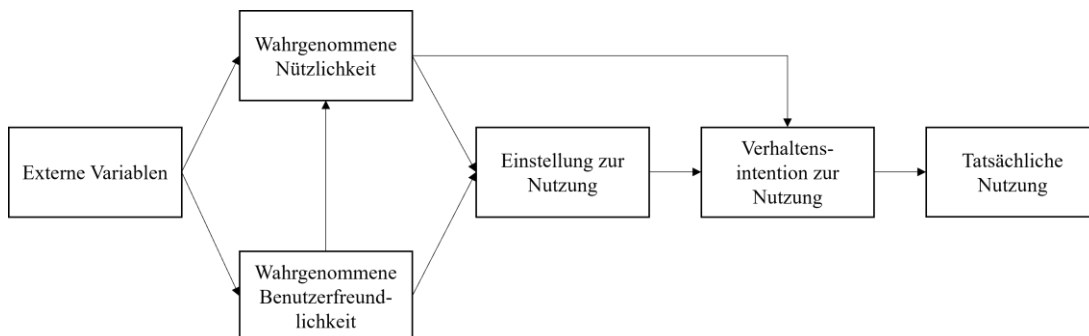 Wahrgenommene
Nützlichkeit
Externe Variablen
Einstellung zur
Nutzung
Verhaltens-
intention zur
Nutzung
Tatsächliche
Nutzung
Wahrgenommene
Benutzerfreund-
lichkeit